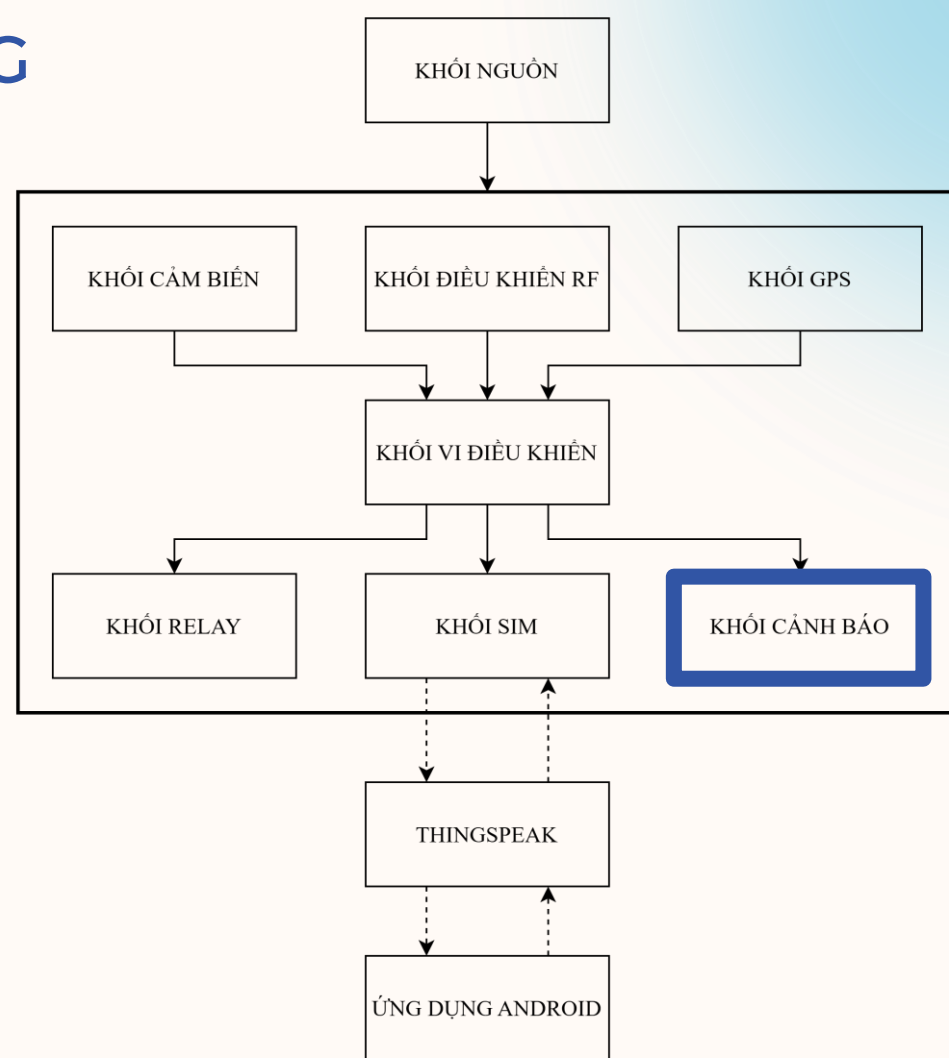 G
KHỐI NGUỒN
KHỐI CẢM BIẾN
KHỐI ĐIỀU KHIỂN RF
KHỐI GPS
KHỐI VI ĐIỀU KHIỂN
KHỐI RELAY
KHỐI SIM
KHỐI CẢNH BÁO
THINGSPEAK
ỨNG DỤNG ANDROID